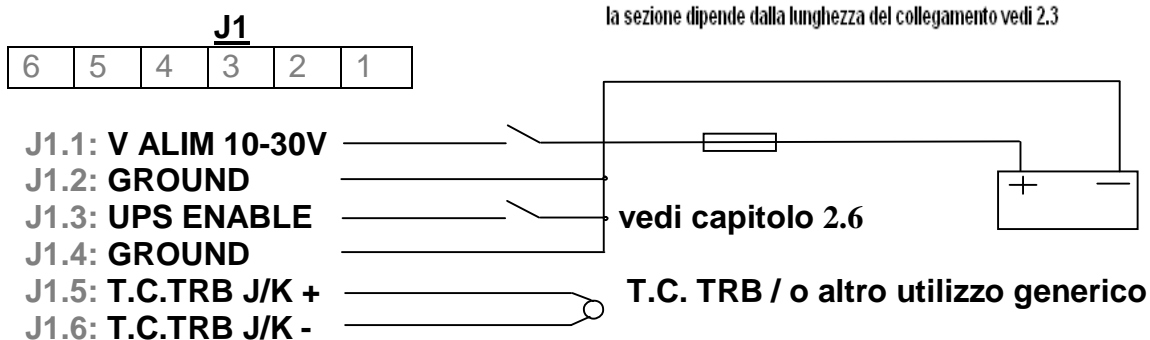 la sezione dipende dalla lunghezza del collegamento vedi 2.3
J1
6 5 4 3 2 1
J1.1: V ALIM 10-30V
J1.2: GROUND
J1.3: UPS ENABLE
vedi capitolo 2.6
J1.4: GROUND
J1.5: T.C.TRB J/K +
T.C. TRB / o altro utilizzo generico
J1.6: T.C.TRB J/K -
+ —